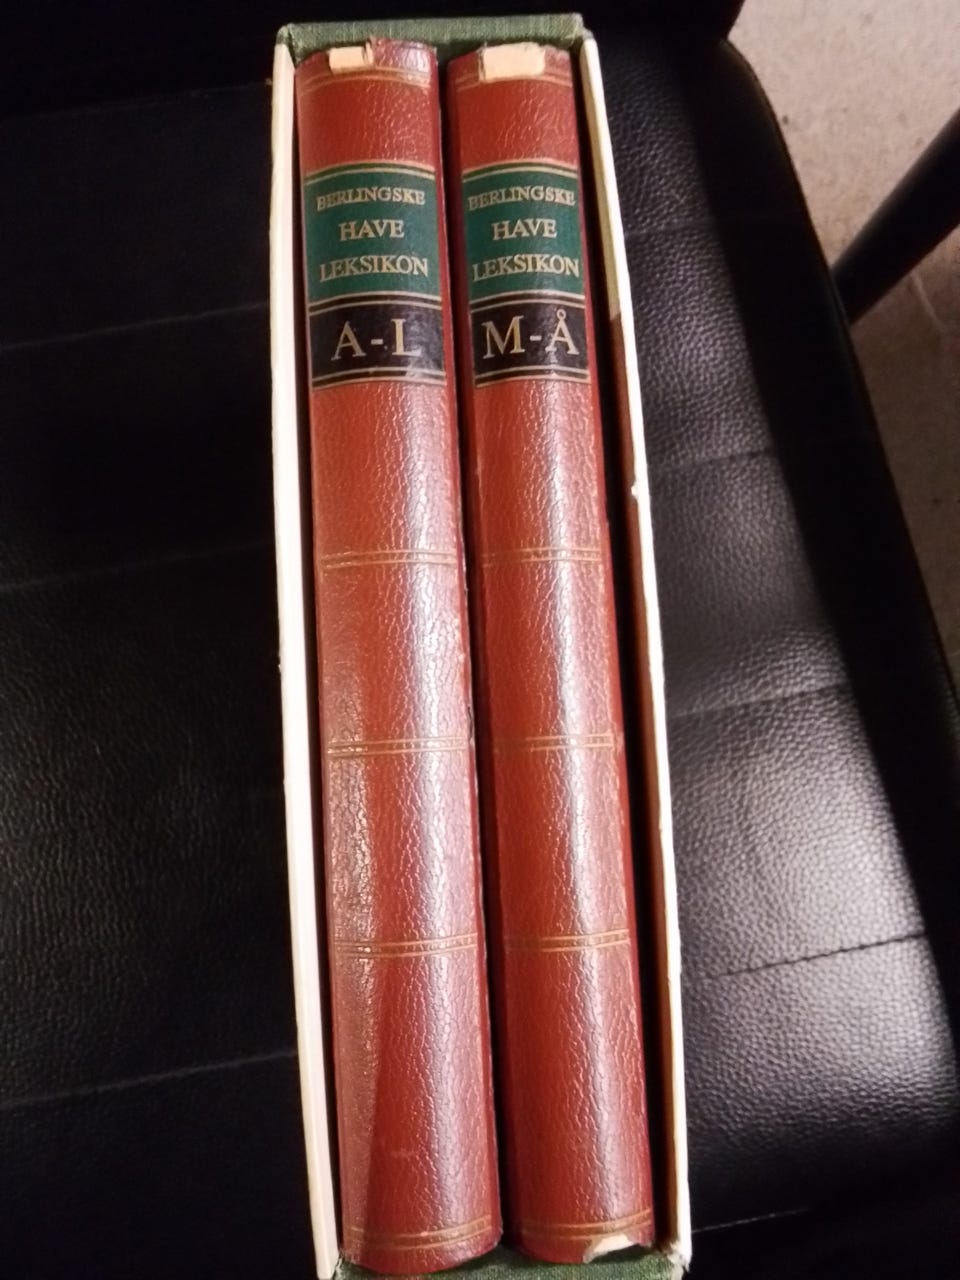 BERLINGSKE
HAVE
LEKSIKON
A-L
BERLINGSKE
HAVE
LEKSIKON
M-Å